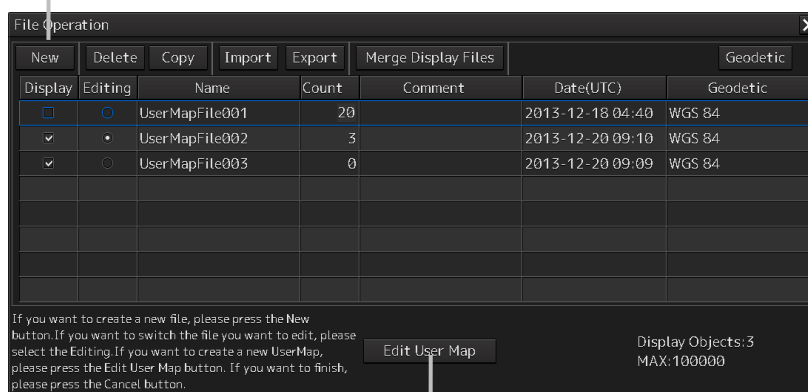 File Operation
New Delete Copy Import Export Merge Display Files Geodetic
Display Editing Name Count Comment Date(UTC) Geodetic
UserMapFile001 20 2013-12-18 04:40 WGS 84
UserMapFile002 3 2013-12-20 09:10 WGS 84
UserMapFile003 0 2013-12-20 09:09 WGS 84
If you want to create a new file, please press the New
button.If you want to switch the file you want to edit, please
select the Editing.If you want to create a new UserMap,
please press the Edit User Map button. If you want to finish,
please press the Cancel button.
Edit User Map
Display Objects:3
MAX:100000